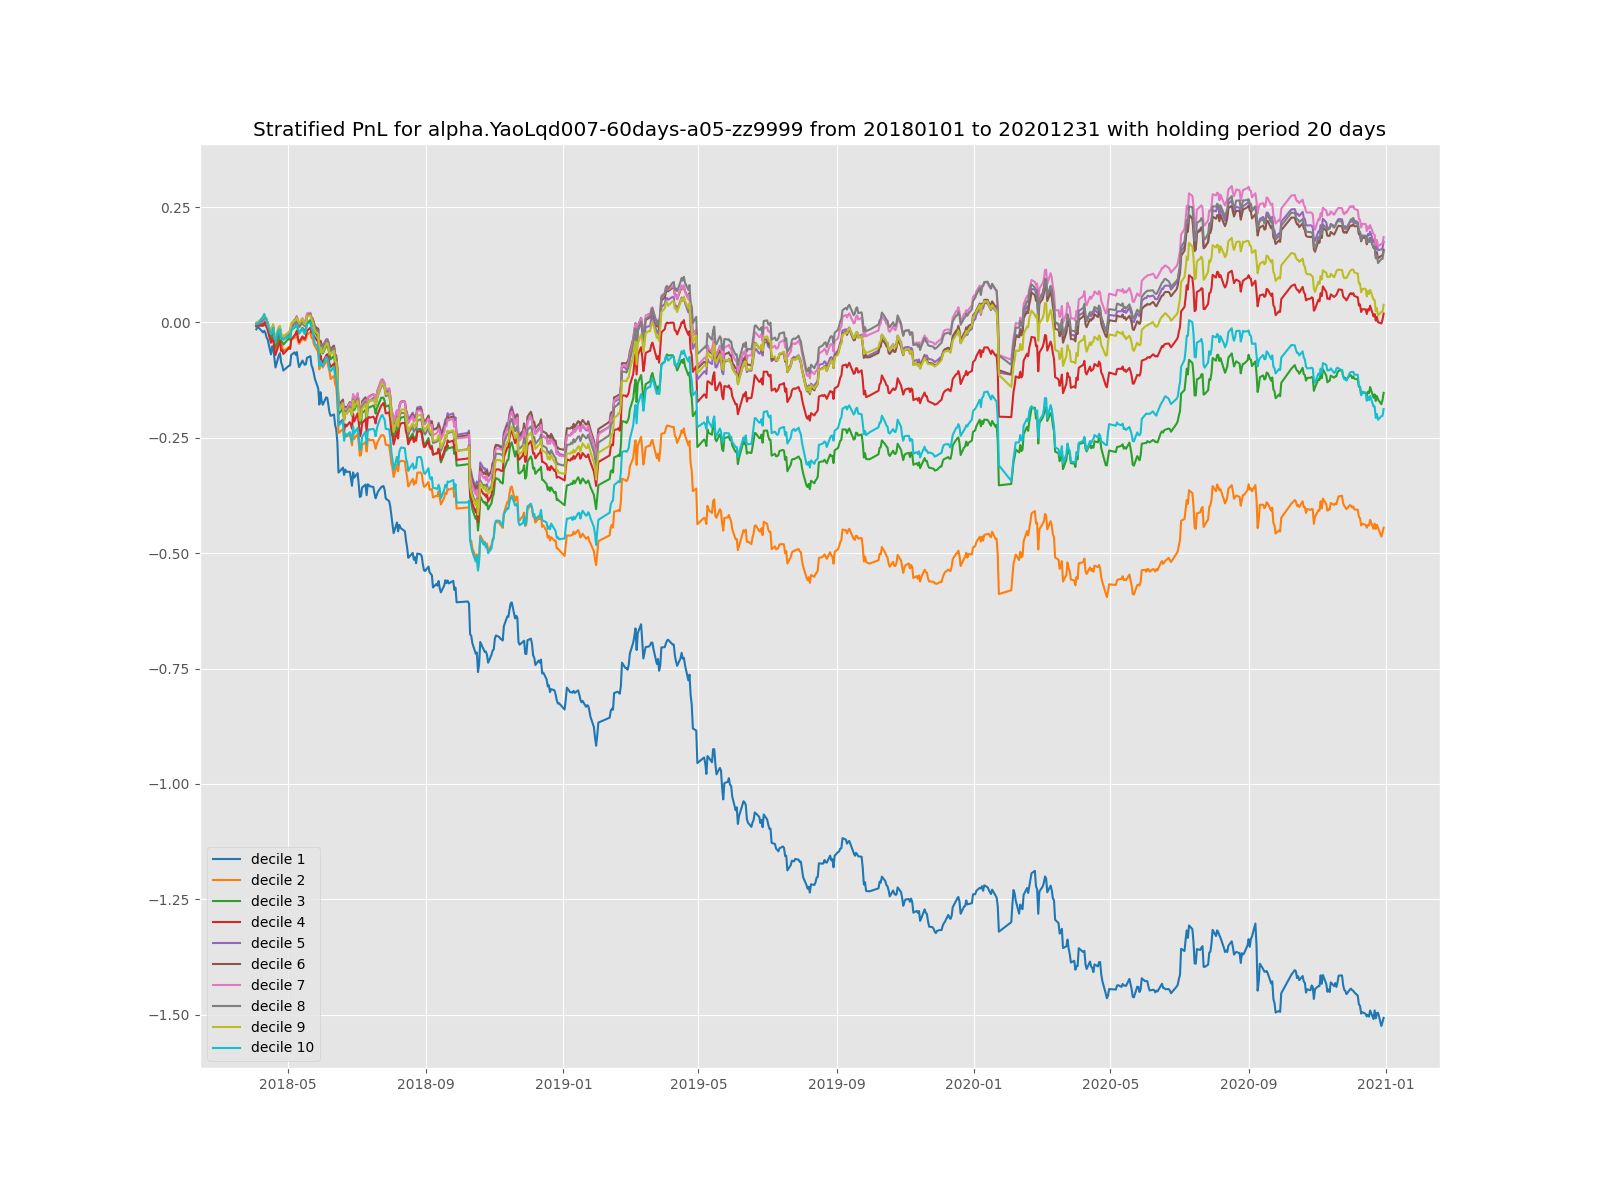 Stratified PnL for alpha.YaoLqd007-60days-a05-zz9999 from 20180101 to 20201231 with holding period 20 days
0.25
0.00
−0.25
−0.50
−0.75
−1.00
−1.25
−1.50
decile 1
decile 2
decile 3
decile 4
decile 5
decile 6
decile 7
decile 8
decile 9
decile 10
2018-05 2018-09 2019-01 2019-05 2019-09 2020-01 2020-05 2020-09 2021-01